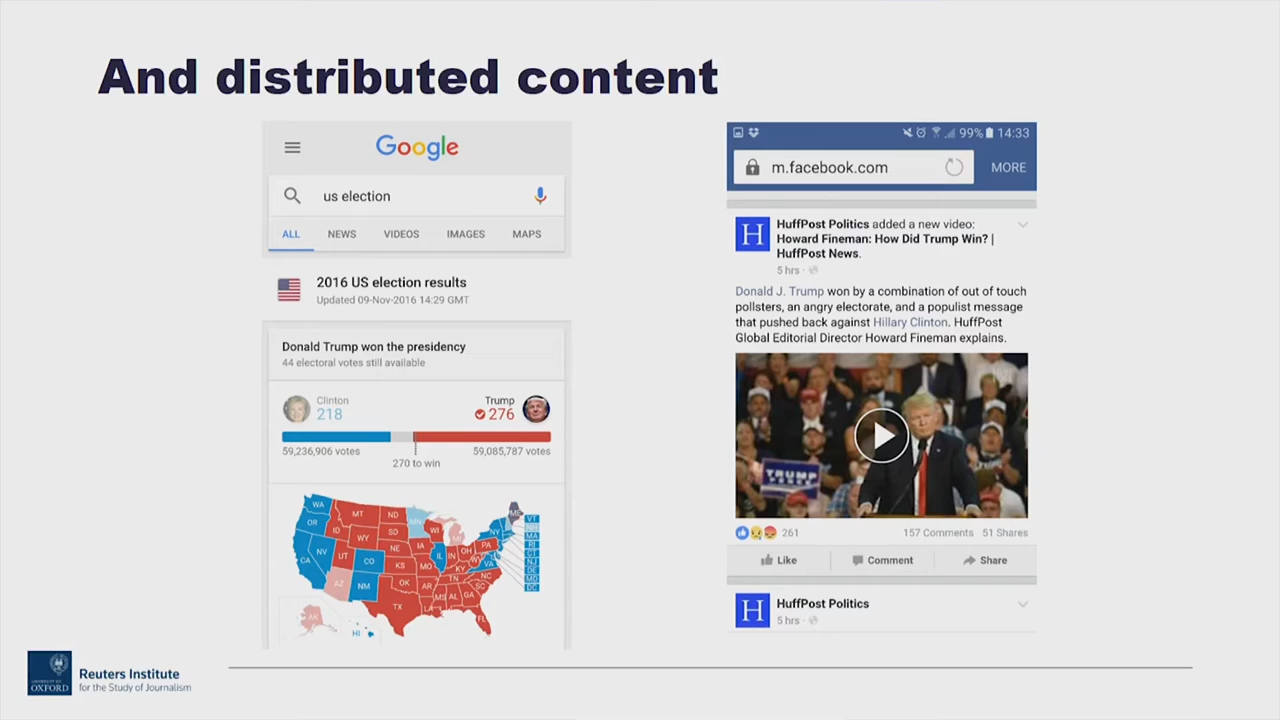 And distributed content
Google
us election
ALL NEWS VIDEOS IMAGES MAPS
2016 US election results
Updated 09-Nov-2016 14:29 GMT
Donald Trump won the presidency
44 electoral votes still available
Clinton
218
Trump
276
59,236,906 votes
59,085,787 votes
270 to win
WA
OR
CA
NV
ID
MT
WY
UT
AZ
CO
NM
ND
SD
NE
KS
OK
TX
MN
IA
MO
AR
LA
WI
IL
MI
IN
OH
KY
TN
MS
AL
GA
FL
SC
NC
VA
WV
PA
NY
ME
VT
MA
RI
CT
NJ
DE
MD
DC
AK
HI
99% 14:33
m.facebook.com
MORE
H
HuffPost Politics added a new video:
Howard Fineman: How Did Trump Win? |
HuffPost News.
5 hrs ·
Donald J. Trump won by a combination of out of touch
pollsters, an angry electorate, and a populist message
that pushed back against Hillary Clinton. HuffPost
Global Editorial Director Howard Fineman explains.
TRUMP
261
157 Comments 51 Shares
Like Comment Share
H
HuffPost Politics
5 hrs ·
UNIVERSITY OF
OXFORD
Reuters Institute
for the Study of Journalism